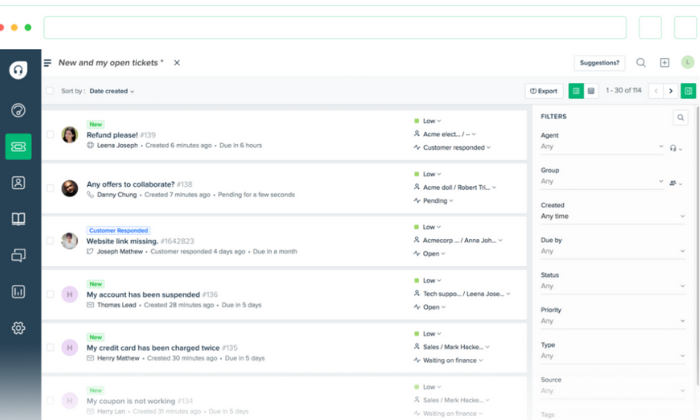 New and my open tickets *
Suggestions?
L
Sort by : Date created
Export
1 - 30 of 114
New
Refund please! #139
Leena Joseph • Created 6 minutes ago • Due in 6 hours
Low
Acme elect... / --
Customer responded
Any offers to collaborate? #138
Danny Chung • Created 7 minutes ago • Pending for a few seconds
Low
Acme doll / Robert Tri...
Pending
Customer Responded
Website link missing. #1642823
Joseph Mathew • Customer responded 4 days ago • Due in a month
Low
Acmecorp ... / Anna Joh...
Open
New
H
My account has been suspended #136
Thomas Lead • Created 28 minutes ago • Due in 5 days
Low
Tech suppo... / Leena Jose...
Open
New
H
My credit card has been charged twice #135
Henry Mathew • Created 30 minutes ago • Due in 5 days
Low
Sales / Mark Hacke...
Waiting on finance
New
H
My coupon is not working #134
Harry Lan • Created 31 minutes ago • Due in 5 days
Low
Sales / Mark Hacke...
Waiting on finance
FILTERS
Agent
Any
Group
Any
Created
Any time
Due by
Any
Status
Any
Priority
Any
Type
Any
Source
Any
Tags